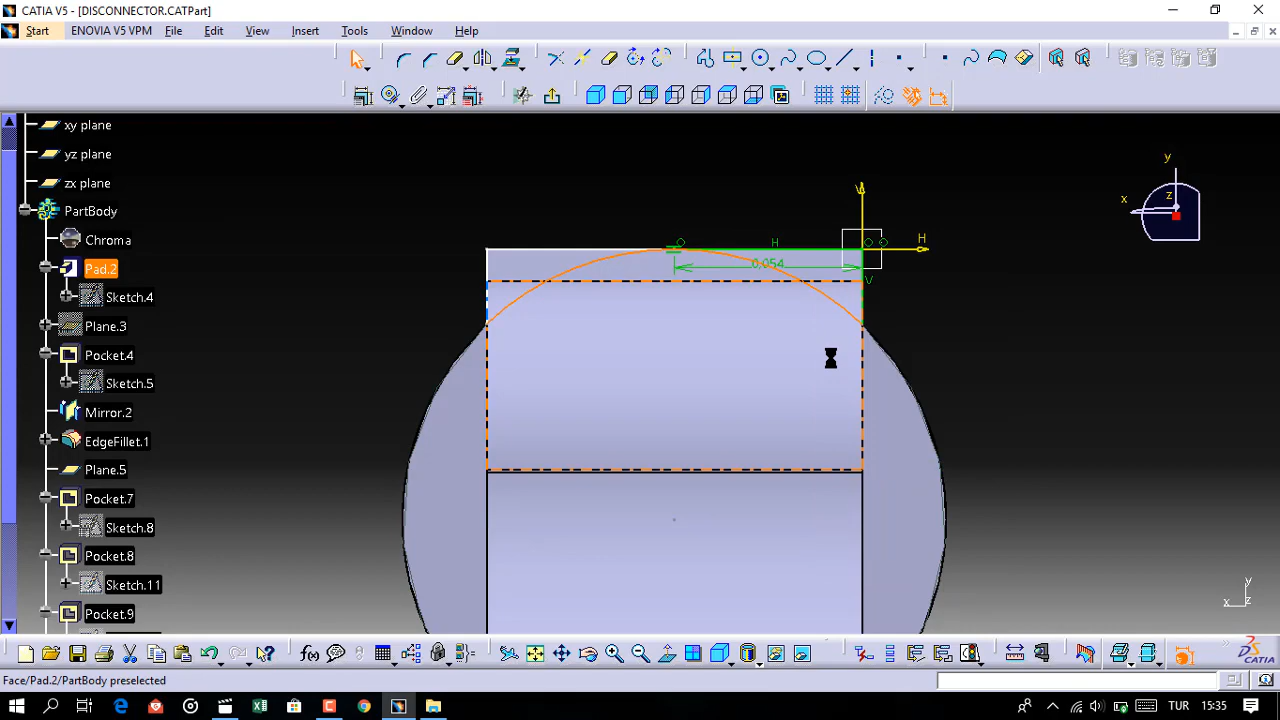 CATIA V5 - [DISCONNECTOR.CATPart]
Start ENOVIA V5 VPM File Edit View Insert Tools Window Help
xy plane
yz plane
zx plane
PartBody
Chroma
Pad.2
Sketch.4
Plane.3
Pocket.4
Sketch.5
Mirror.2
EdgeFillet.1
Plane.5
Pocket.7
Sketch.8
Pocket.8
Sketch.11
Pocket.9
V
H
H
0,054
V
y
x
z
y
x
z
f(x)
DS CATIA
Face/Pad.2/PartBody preselected
TUR 15:35